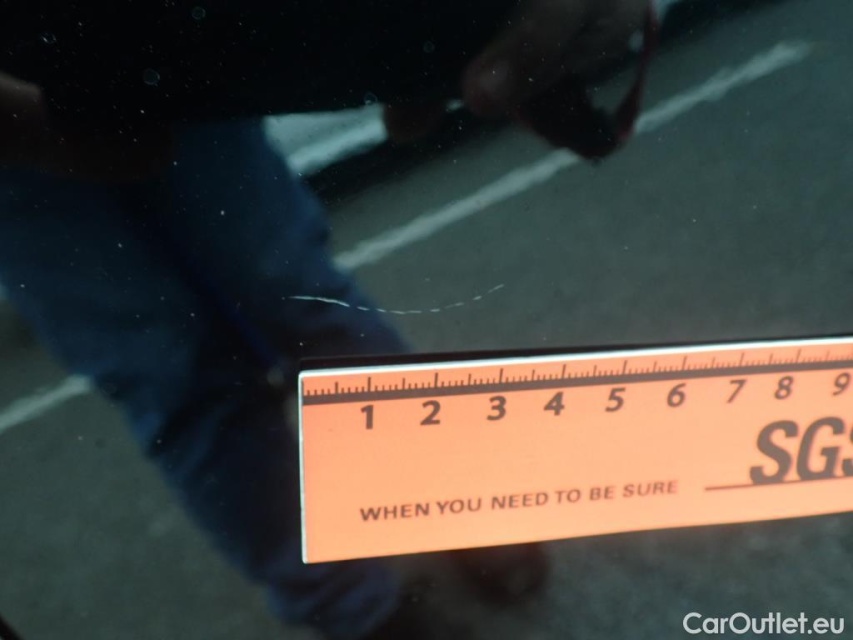 1 2 3 4 5 6 7 8 9
SGS
WHEN YOU NEED TO BE SURE
CarOutlet.eu